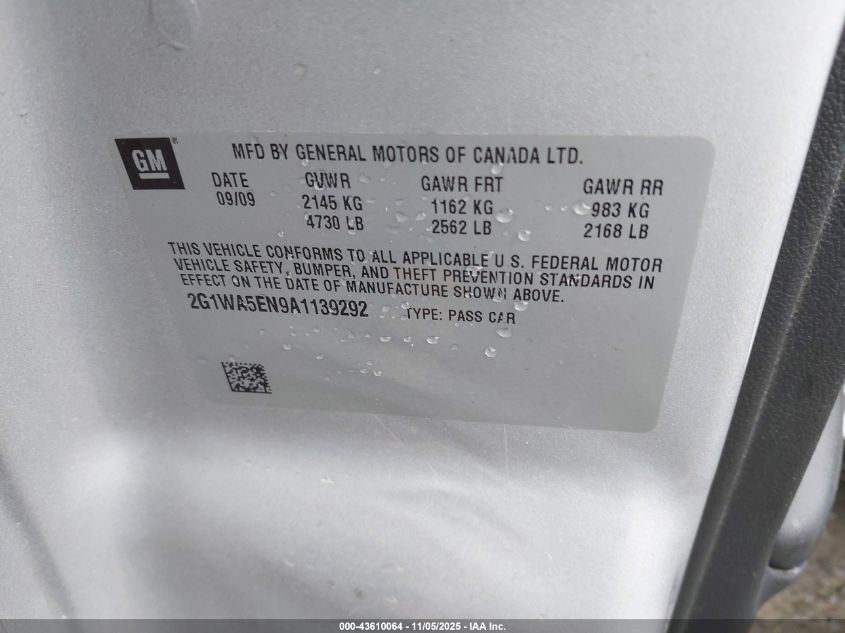 GM®
MFD BY GENERAL MOTORS OF CANADA LTD.
DATE GVWR GAWR FRT GAWR RR
09/09 2145 KG 1162 KG 983 KG
4730 LB 2562 LB 2168 LB
THIS VEHICLE CONFORMS TO ALL APPLICABLE U.S. FEDERAL MOTOR
VEHICLE SAFETY, BUMPER, AND THEFT PREVENTION STANDARDS IN
EFFECT ON THE DATE OF MANUFACTURE SHOWN ABOVE.
2G1WA5EN9A1139292 TYPE: PASS CAR
000-43610064 - 11/05/2025 - IAA Inc.